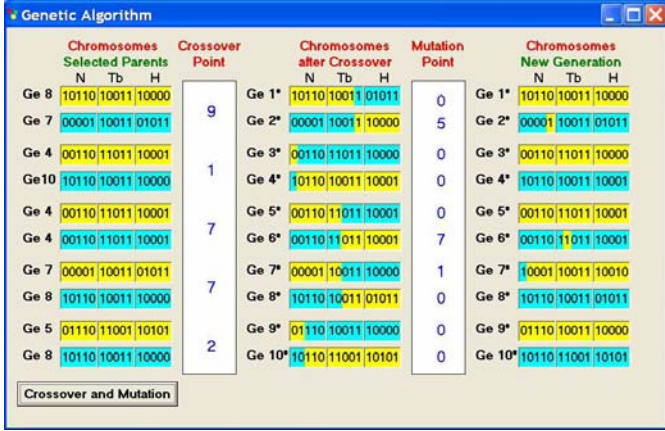 Genetic Algorithm
Chromosomes Crossover Chromosomes Mutation Chromosomes
Selected Parents Point after Crossover Point New Generation
N Tb H N Tb H N Tb H
Ge 8 10110 10011 10000 Ge 1* 10110 10011 01011 0 Ge 1* 10110 10011 10000
9
Ge 7 00001 10011 01011 Ge 2* 00001 10011 10000 5 Ge 2* 00001 10011 01011
Ge 4 00110 11011 10001 Ge 3* 00110 11011 10000 0 Ge 3* 00110 11011 10000
1
Ge10 10110 10011 10000 Ge 4* 10110 10011 10001 0 Ge 4* 10110 10011 10001
Ge 4 00110 11011 10001 Ge 5* 00110 11011 10001 0 Ge 5* 00110 11011 10001
7
Ge 4 00110 11011 10001 Ge 6* 00110 11011 10001 7 Ge 6* 00110 11011 10001
Ge 7 00001 10011 01011 Ge 7* 00001 10011 10000 1 Ge 7* 10001 10011 10010
7
Ge 8 10110 10011 10000 Ge 8* 10110 10011 01011 0 Ge 8* 10110 10011 01011
Ge 5 01110 11001 10101 Ge 9* 01110 10011 10000 0 Ge 9* 01110 10011 10000
2
Ge 8 10110 10011 10000 Ge 10* 10110 11001 10101 0 Ge 10* 10110 11001 10101
Crossover and Mutation